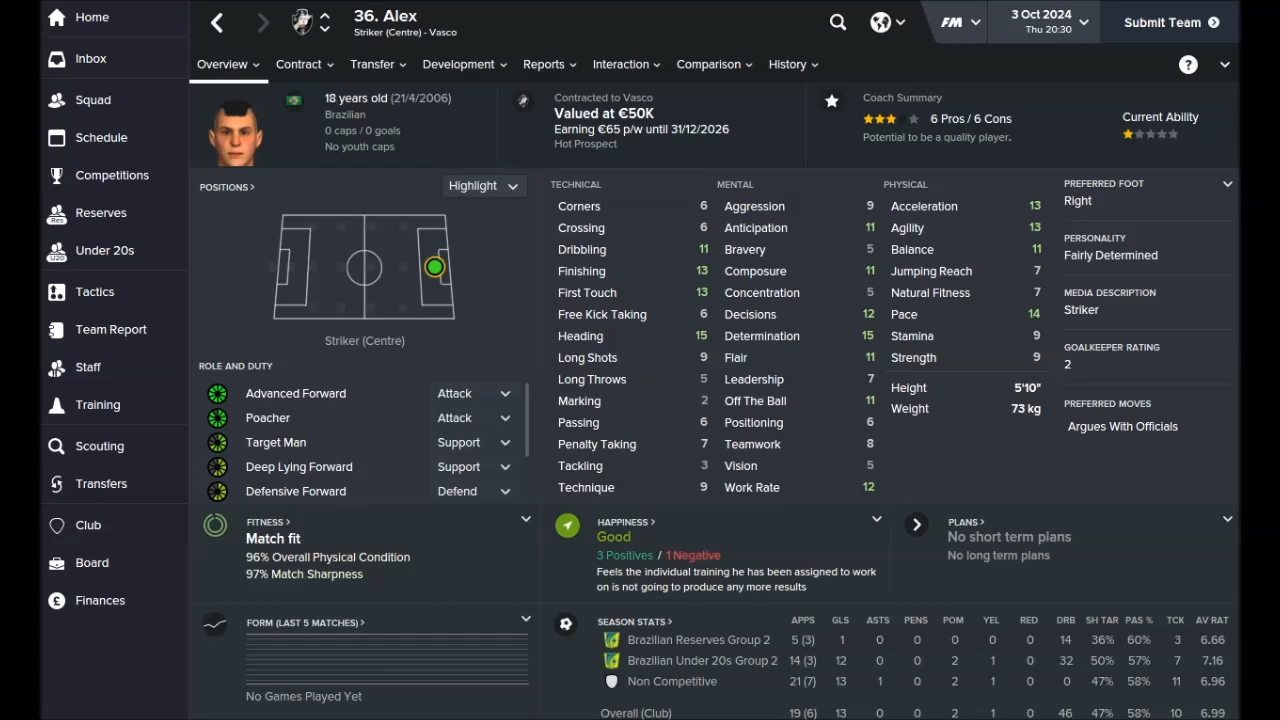 Home
Inbox
Squad
Schedule
Competitions
Res
Reserves
U20
Under 20s
Tactics
Team Report
Staff
Training
Scouting
Transfers
Club
Board
£ Finances
36. Alex
Striker (Centre) - Vasco
FM
3 Oct 2024
Thu 20:30
Submit Team
Overview Contract Transfer Development Reports Interaction Comparison History ?
18 years old (21/4/2006)
Brazilian
0 caps / 0 goals
No youth caps
Contracted to Vasco
Valued at €50K
Earning €65 p/w until 31/12/2026
Hot Prospect
Coach Summary
6 Pros / 6 Cons
Potential to be a quality player.
Current Ability
POSITIONS >
Highlight
Striker (Centre)
ROLE AND DUTY
Advanced Forward Attack
Poacher Attack
Target Man Support
Deep Lying Forward Support
Defensive Forward Defend
TECHNICAL
Corners 6
Crossing 6
Dribbling 11
Finishing 13
First Touch 13
Free Kick Taking 6
Heading 15
Long Shots 9
Long Throws 5
Marking 2
Passing 6
Penalty Taking 7
Tackling 3
Technique 9
MENTAL
Aggression 9
Anticipation 11
Bravery 5
Composure 11
Concentration 5
Decisions 12
Determination 15
Flair 11
Leadership 7
Off The Ball 11
Positioning 6
Teamwork 8
Vision 5
Work Rate 12
PHYSICAL
Acceleration 13
Agility 13
Balance 11
Jumping Reach 7
Natural Fitness 7
Pace 14
Stamina 9
Strength 9
Height 5'10"
Weight 73 kg
PREFERRED FOOT
Right
PERSONALITY
Fairly Determined
MEDIA DESCRIPTION
Striker
GOALKEEPER RATING
2
PREFERRED MOVES
Argues With Officials
FITNESS >
Match fit
96% Overall Physical Condition
97% Match Sharpness
HAPPINESS >
Good
3 Positives / 1 Negative
Feels the individual training he has been assigned to work
on is not going to produce any more results
PLANS >
No short term plans
No long term plans
FORM (LAST 5 MATCHES) >
No Games Played Yet
SEASON STATS > APPS GLS ASTS PENS POM YEL RED DRB SH TAR PAS % TCK AV RAT
Brazilian Reserves Group 2 5 (3) 1 0 0 0 0 0 14 36% 60% 3 6.66
Brazilian Under 20s Group 2 14 (3) 12 0 0 2 1 0 32 50% 57% 7 7.16
Non Competitive 21 (7) 13 1 0 2 1 0 0 47% 58% 11 6.96
Overall (Club) 19 (6) 13 0 0 2 1 0 46 47% 58% 10 6.99